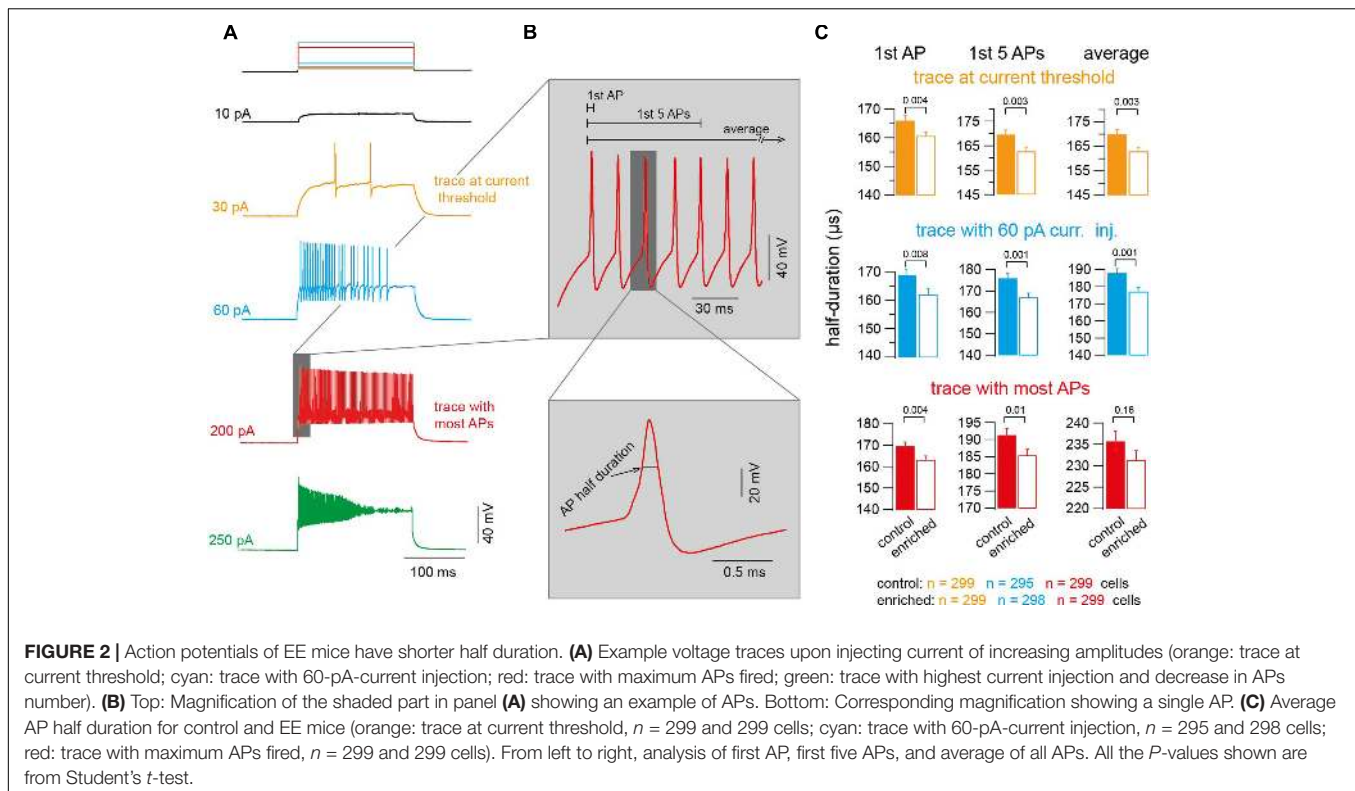 A
10 pA
30 pA
trace at current
threshold
60 pA
200 pA
trace with
most APs
250 pA
40 mV
100 ms
B
1st AP
1st 5 APs
average
40 mV
30 ms
AP half duration
20 mV
0.5 ms
C
1st AP 1st 5 APs average
trace at current threshold
0.004 0.003 0.003
170 175 175
160 165 165
150 155 155
140 145 145
half-duration (µs)
trace with 60 pA curr. inj.
0.008 0.001 0.001
170 180 190
160 170 180
150 160 170
140 150 160
140 150
140
trace with most APs
0.004 0.01 0.16
180 195 240
170 190 235
160 185 230
150 180 225
140 175 220
170
control enriched control enriched control enriched
control: n = 299 n = 295 n = 299 cells
enriched: n = 299 n = 298 n = 299 cells
FIGURE 2 | Action potentials of EE mice have shorter half duration. (A) Example voltage traces upon injecting current of increasing amplitudes (orange: trace at
current threshold; cyan: trace with 60-pA-current injection; red: trace with maximum APs fired; green: trace with highest current injection and decrease in APs
number). (B) Top: Magnification of the shaded part in panel (A) showing an example of APs. Bottom: Corresponding magnification showing a single AP. (C) Average
AP half duration for control and EE mice (orange: trace at current threshold, n = 299 and 299 cells; cyan: trace with 60-pA-current injection, n = 295 and 298 cells;
red: trace with maximum APs fired, n = 299 and 299 cells). From left to right, analysis of first AP, first five APs, and average of all APs. All the P-values shown are
from Student's t-test.